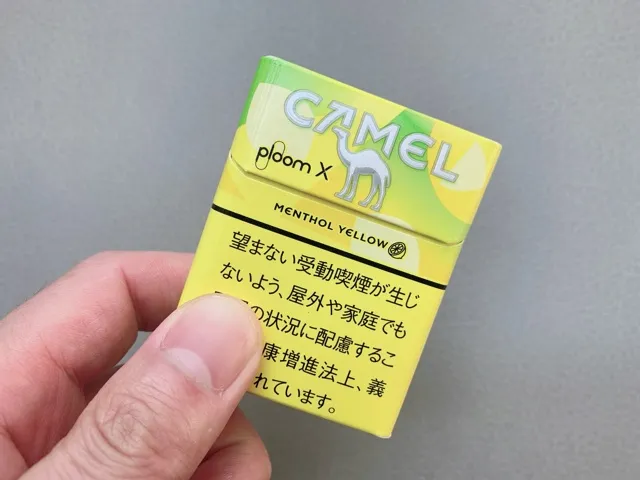 CAMEL
ploom X
MENTHOL YELLOW
望まない受動喫煙が生じ
ないよう、屋外や家庭でも
の状況に配慮するこ
康増進法上、義
れています。